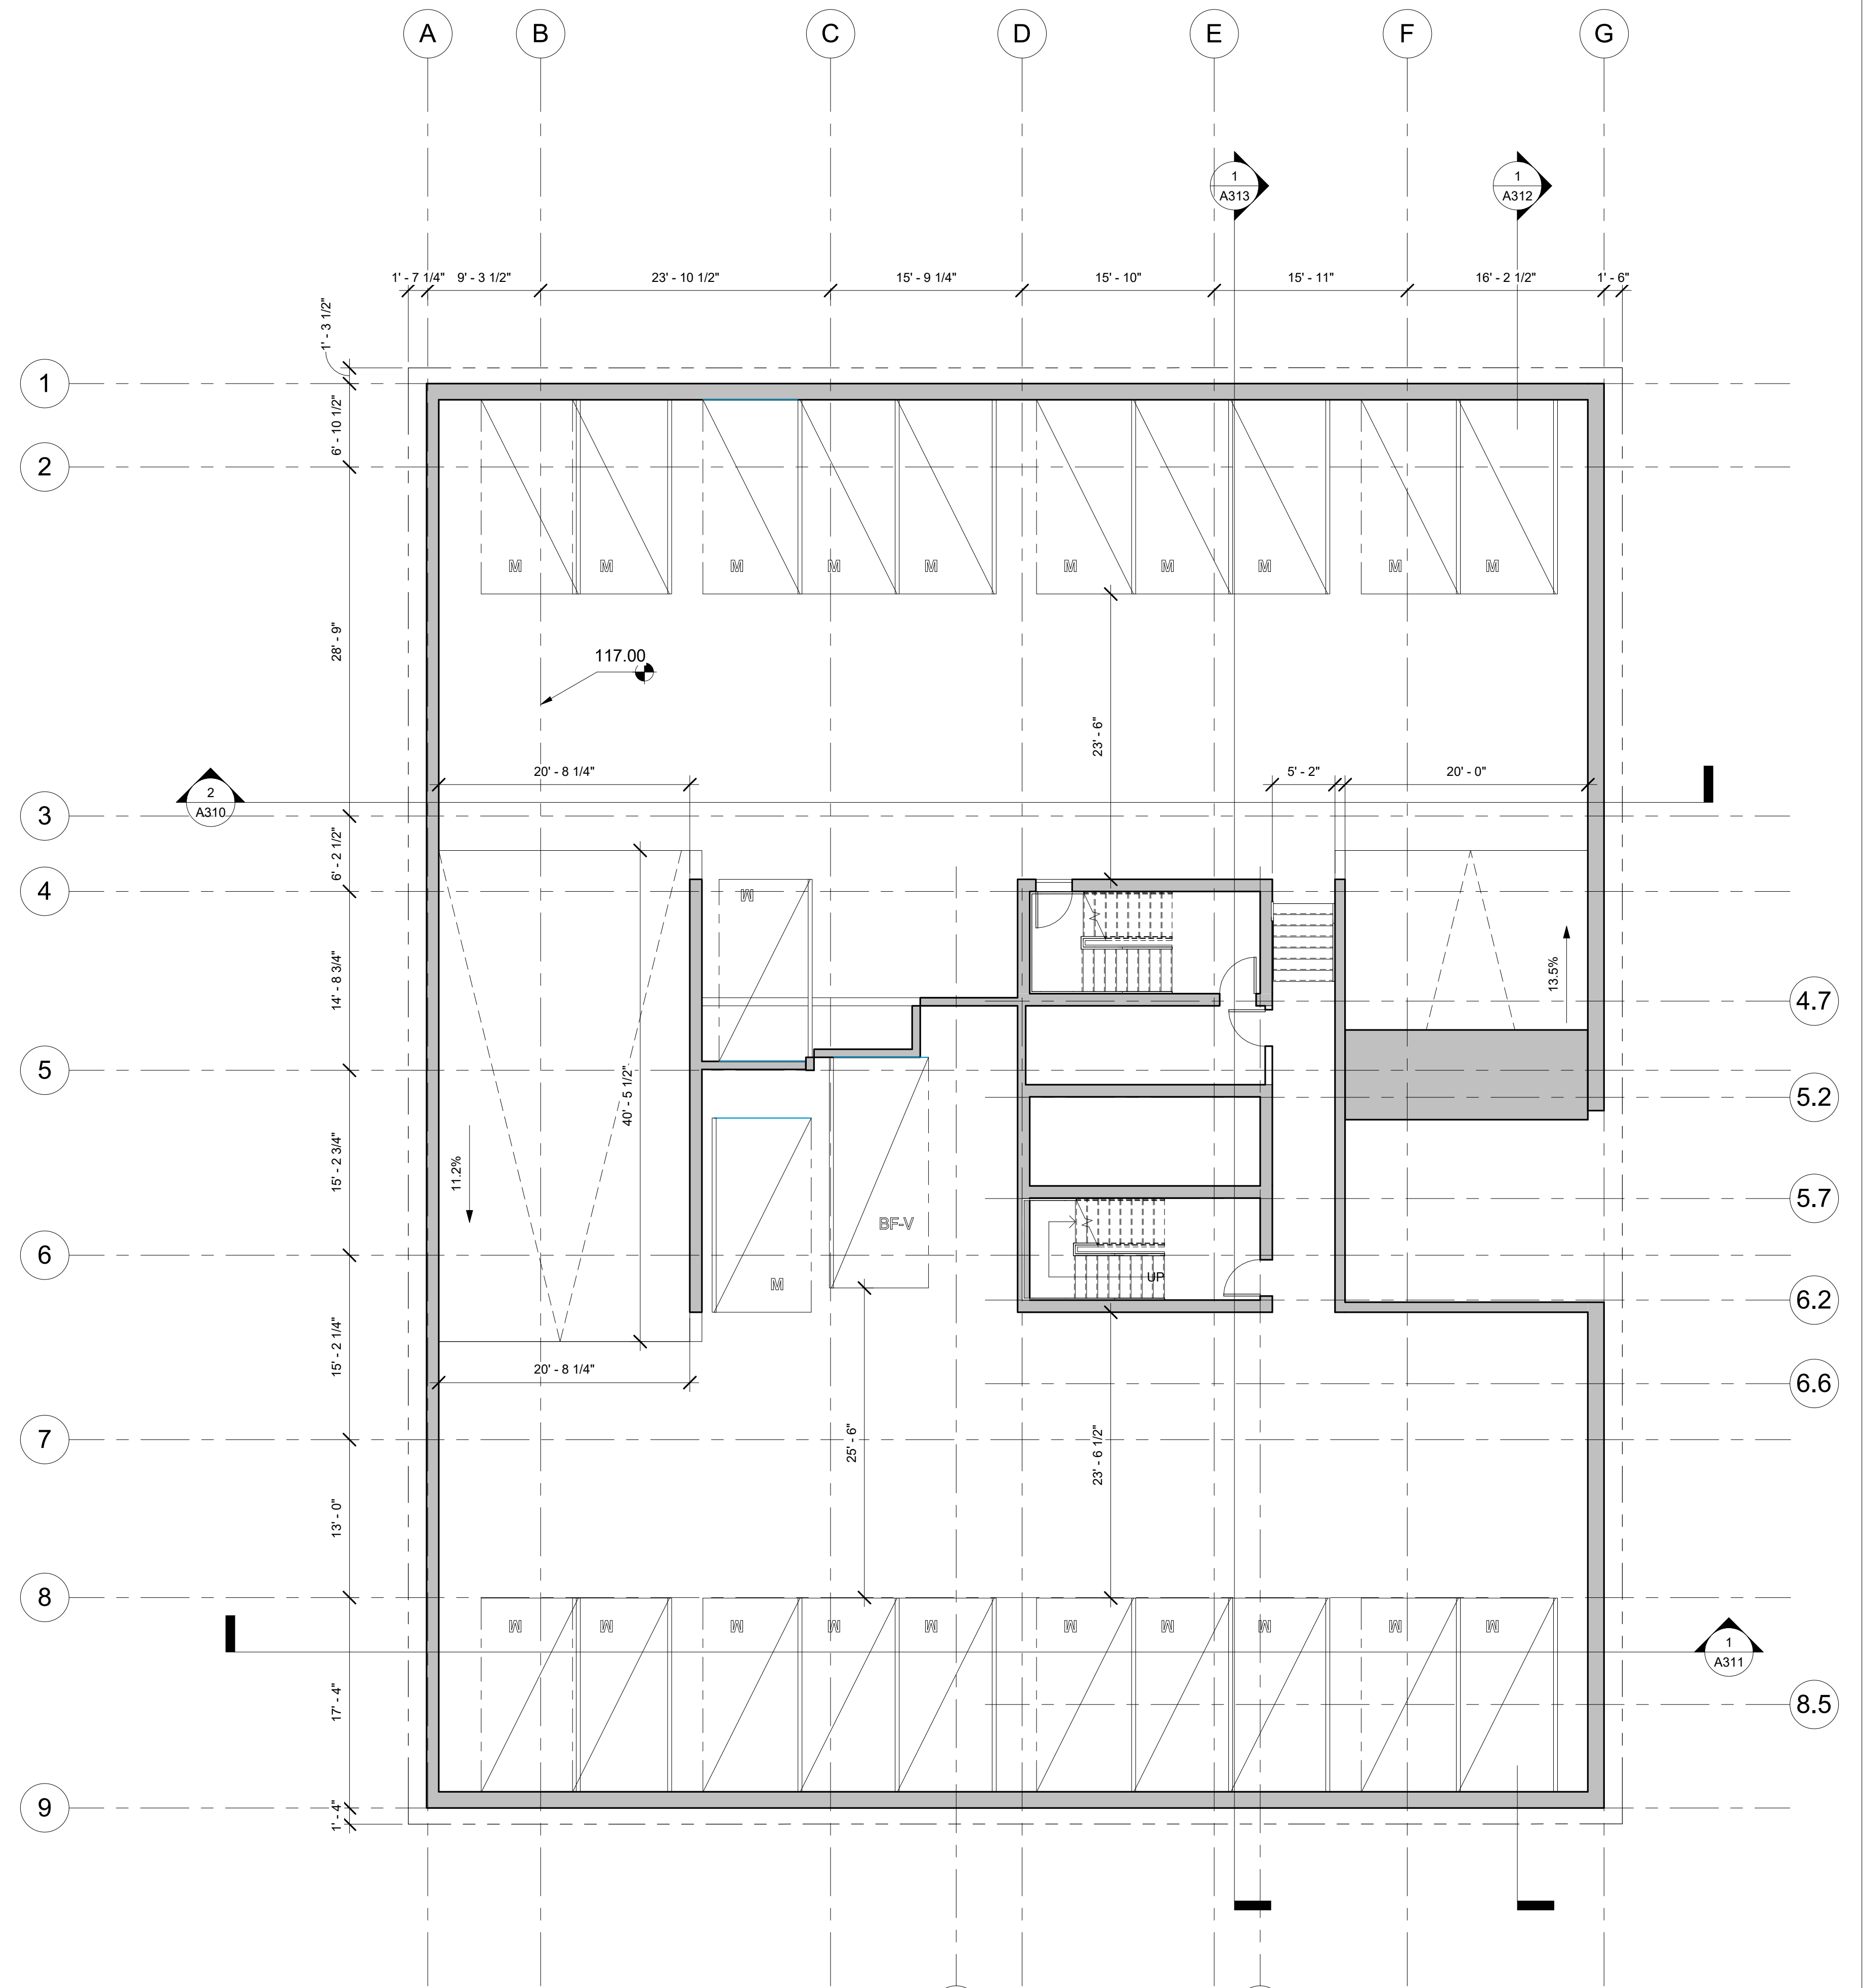 A
B
C
D
E
F
G
1
A313
1
A312
1' - 7 1/4"
9' - 3 1/2"
23' - 10 1/2"
15' - 9 1/4"
15' - 10"
15' - 11"
16' - 2 1/2"
1' - 6"
1' - 3 1/2"
1
6' - 10 1/2"
2
M
M
M
M
M
M
M
M
M
M
28' - 9"
117.00
23' - 6"
20' - 8 1/4"
5' - 2"
20' - 0"
2
A310
3
6' - 2 1/2"
4
M
14' - 8 3/4"
13.5%
4.7
5
40' - 5 1/2"
5.2
15' - 2 3/4"
11.2%
5.7
BF-V
6
M
UP
6.2
15' - 2 1/4"
20' - 8 1/4"
6.6
7
25' - 6"
23' - 6 1/2"
13' - 0"
8
M
M
M
M
M
M
M
M
M
M
1
A311
17' - 4"
8.5
9
1' - 4"